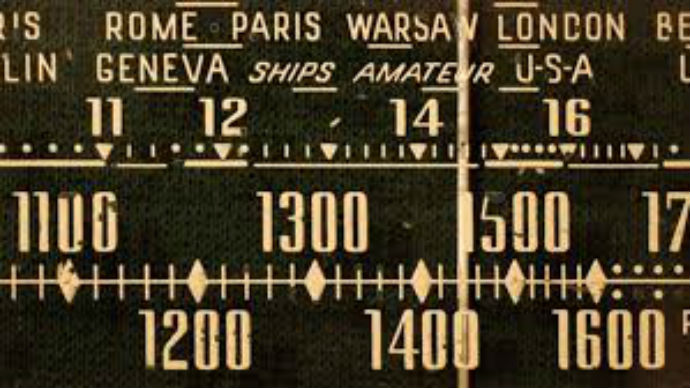 ROME PARIS WARSAW LONDON
GENEVA SHIPS AMATEUR U-S-A
11 12 14 16
1100 1300 1500
1200 1400 1600